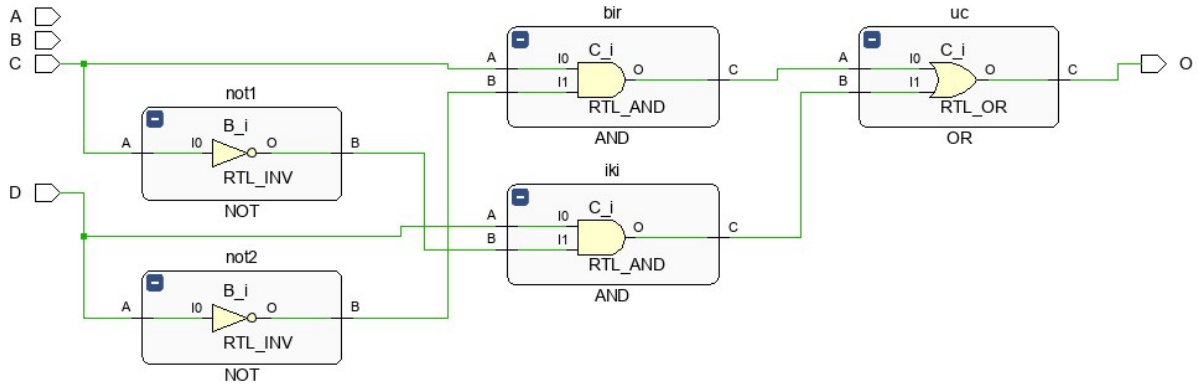 A
B
C
D
not1
A
I0
B_i
O
B
RTL_INV
NOT
not2
A
I0
B_i
O
B
RTL_INV
NOT
bir
A
B
I0
I1
C_i
O
C
RTL_AND
AND
iki
A
B
I0
I1
C_i
O
C
RTL_AND
AND
uc
A
B
I0
I1
C_i
O
C
RTL_OR
OR
O